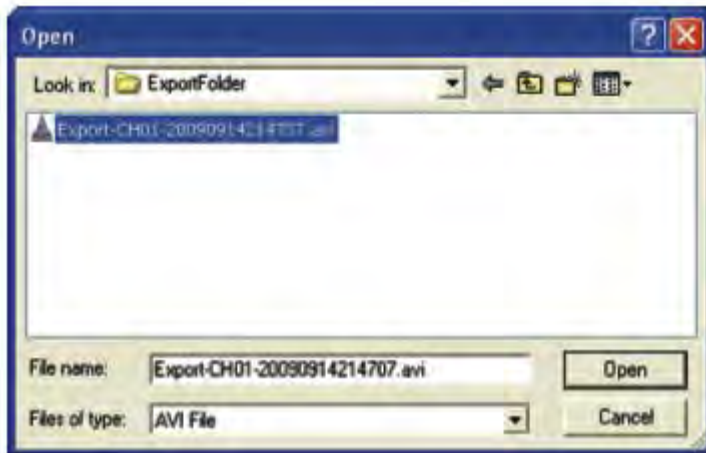 Open
Look in: ExportFolder
Export-CH01-20090914214707.avi
File name: Export-CH01-20090914214707.avi Open
Files of type: AVI File Cancel